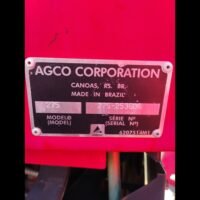 AGCO CORPORATION
CANOAS, RS. BR.
MADE IN BRAZIL
275
MODELO (MODEL)
SÉRIE Nº (SERIAL Nº)